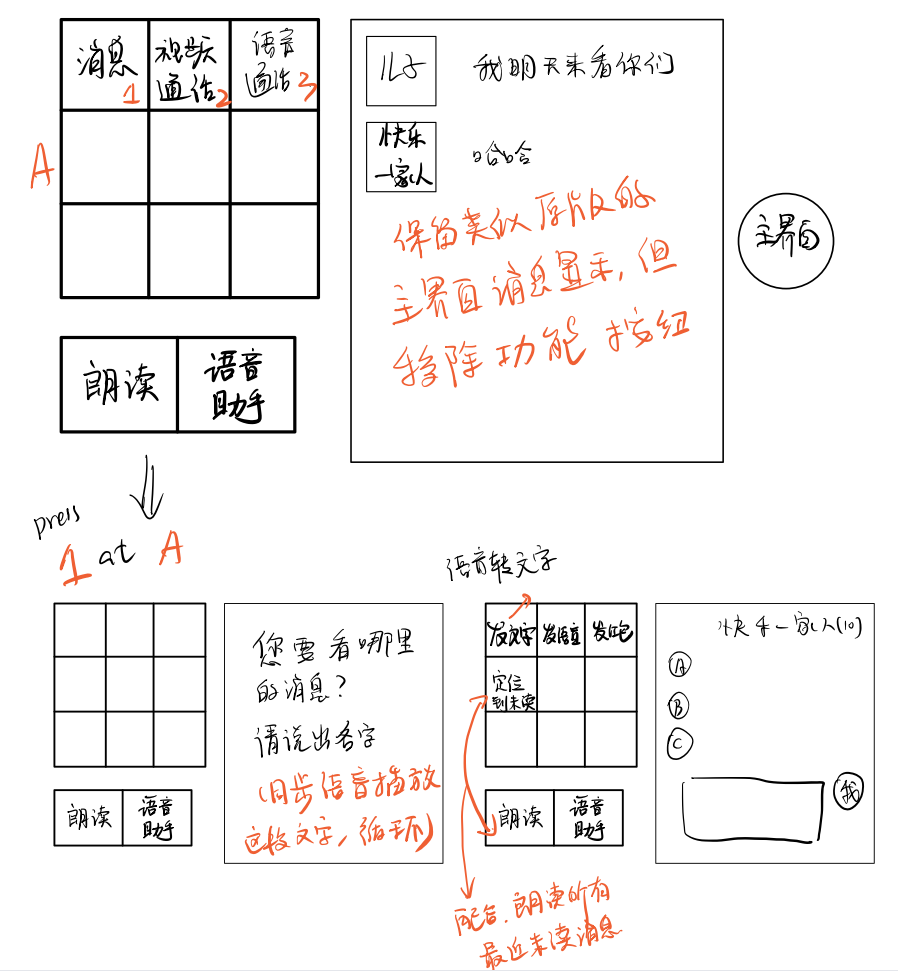 消息
1
视频
通话
2
语音
通话
3
A
朗读
语音
助手
儿子
我明天来看你们
快乐
一家人
哈哈
保留类似原版的
主界面消息显示,但
移除功能按钮
主界面
press
1 at A
朗读
语音
助手
您要看哪里
的消息?
请说出名字
(同步语音播放
这段文字,循环)
语音转文字
发文字
发语音
发红包
定位
到未读
朗读
语音
助手
快乐一家人(10)
A
B
C
我
配合,朗读所有
最近未读消息